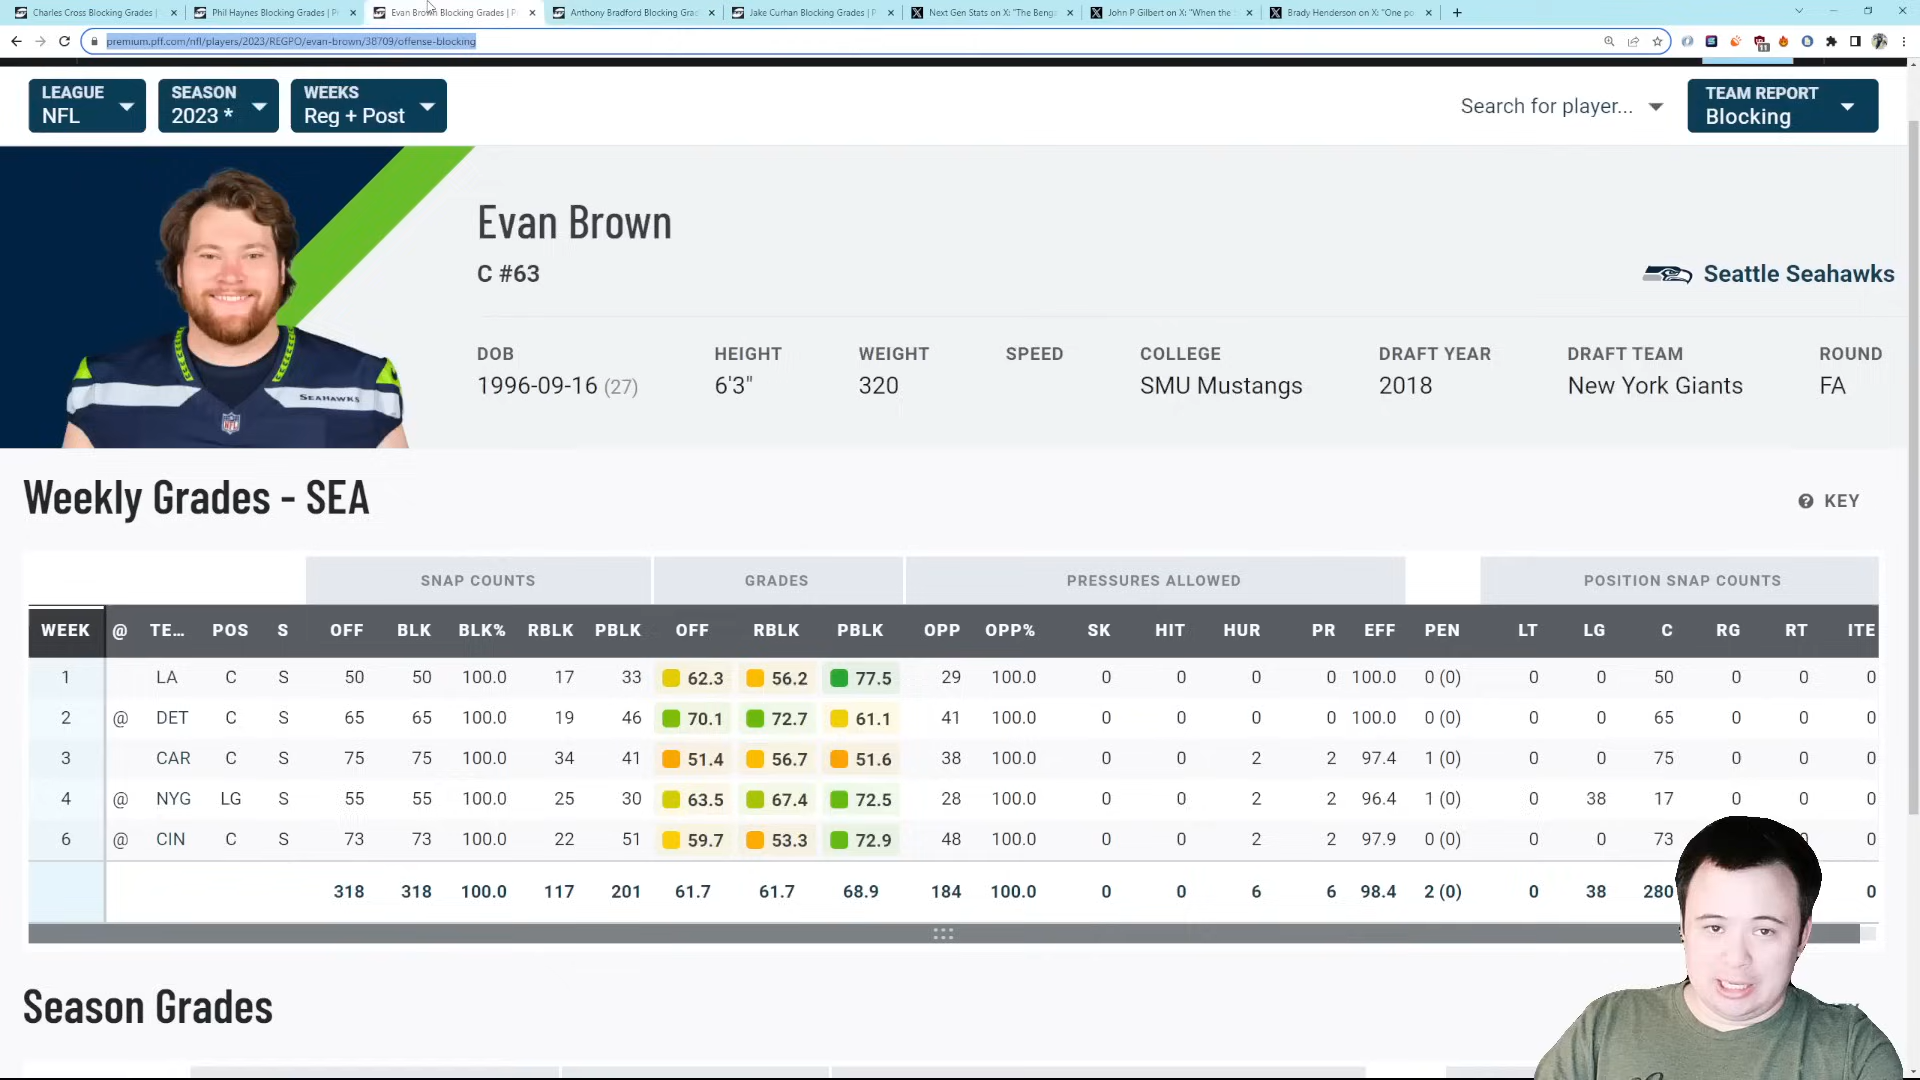 Charles Cross Blocking Grades |
Phil Haynes Blocking Grades | P
Evan Brown Blocking Grades | P
Anthony Bradford Blocking Gra
Jake Curhan Blocking Grades | P
Next Gen Stats on X: "The Benga
John P Gilbert on X: "When the
Brady Henderson on X: "One po
premium.pff.com/nfl/players/2023/REGPO/evan-brown/38709/offense-blocking
11
LEAGUE
NFL
SEASON
2023 *
WEEKS
Reg + Post
Search for player...
TEAM REPORT
Blocking
SEAHAWKS
Evan Brown
C #63
Seattle Seahawks
DOB HEIGHT WEIGHT SPEED COLLEGE DRAFT YEAR DRAFT TEAM ROUND
1996-09-16 (27) 6'3" 320 SMU Mustangs 2018 New York Giants FA
Weekly Grades - SEA
? KEY
SNAP COUNTS GRADES PRESSURES ALLOWED POSITION SNAP COUNTS
WEEK @ TE... POS S OFF BLK BLK% RBLK PBLK OFF RBLK PBLK OPP OPP% SK HIT HUR PR EFF PEN LT LG C RG RT ITE
1 LA C S 50 50 100.0 17 33 62.3 56.2 77.5 29 100.0 0 0 0 0 100.0 0 (0) 0 0 50 0 0 0
2 @ DET C S 65 65 100.0 19 46 70.1 72.7 61.1 41 100.0 0 0 0 0 100.0 0 (0) 0 0 65 0 0 0
3 CAR C S 75 75 100.0 34 41 51.4 56.7 51.6 38 100.0 0 0 2 2 97.4 1 (0) 0 0 75 0 0 0
4 @ NYG LG S 55 55 100.0 25 30 63.5 67.4 72.5 28 100.0 0 0 2 2 96.4 1 (0) 0 38 17 0 0 0
6 @ CIN C S 73 73 100.0 22 51 59.7 53.3 72.9 48 100.0 0 0 2 2 97.9 0 (0) 0 0 73 0 0
318 318 100.0 117 201 61.7 61.7 68.9 184 100.0 0 0 6 6 98.4 2 (0) 0 38 280 0
Season Grades